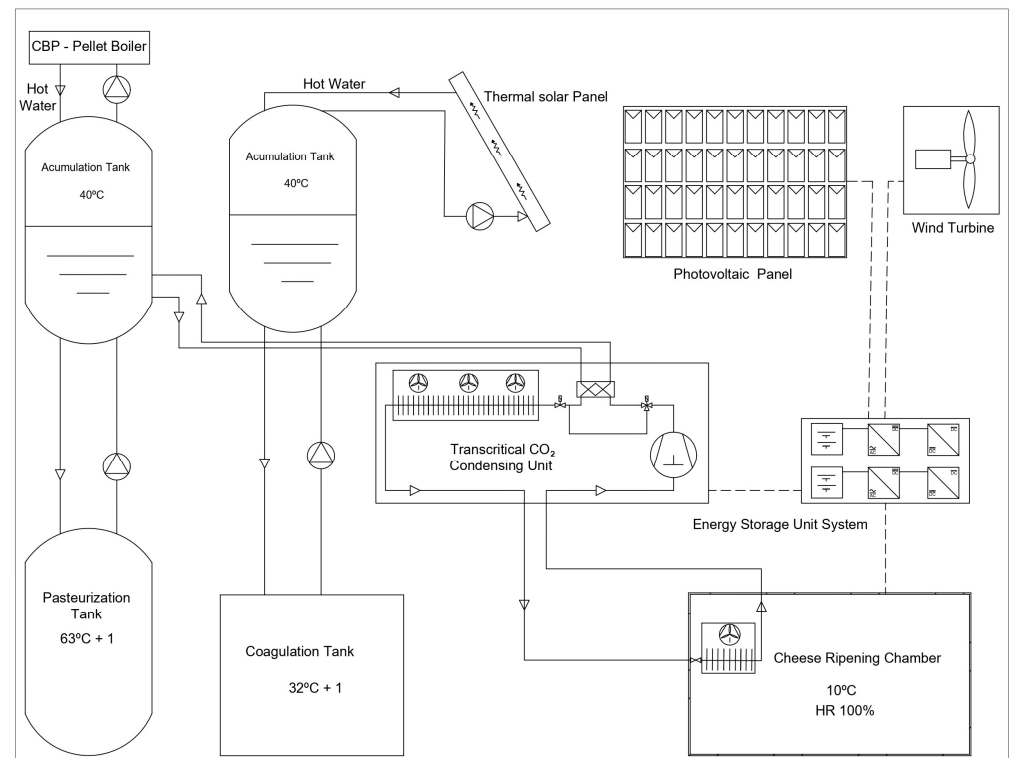 CBP - Pellet Boiler
Hot
Water
Acumulation Tank
40ºC
Hot Water
Thermal solar Panel
Acumulation Tank
40ºC
Photovoltaic Panel
Wind Turbine
Transcritical CO₂
Condensing Unit
Energy Storage Unit System
Pasteurization
Tank
63ºC + 1
Coagulation Tank
32ºC + 1
Cheese Ripening Chamber
10ºC
HR 100%